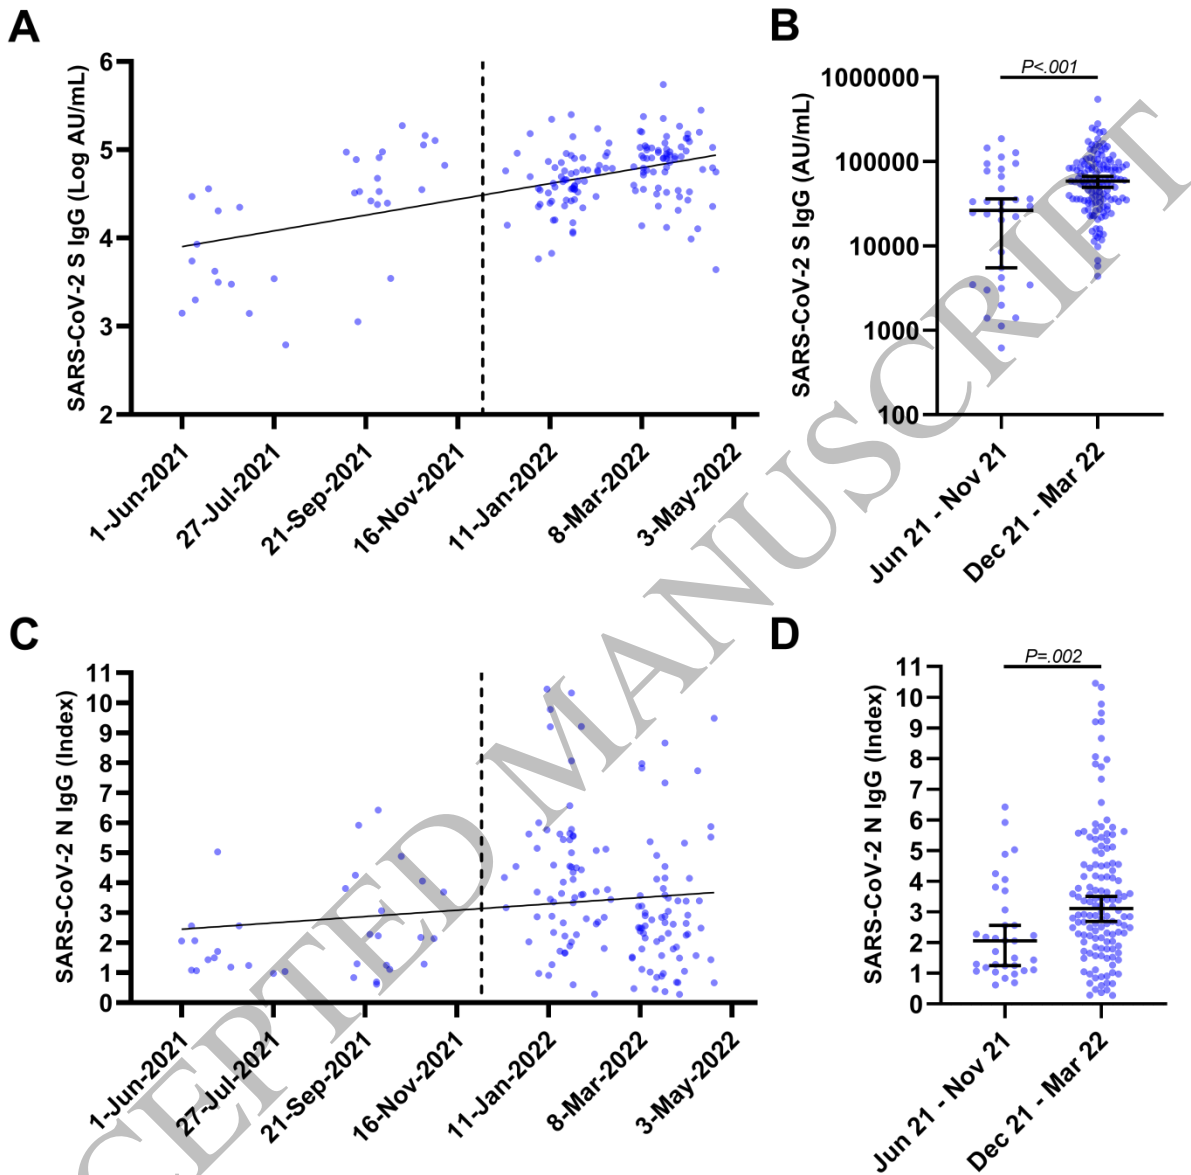 A
SARS-CoV-2 S IgG (Log AU/mL)
6
5
4
3
2
1-Jun-2021
27-Jul-2021
21-Sep-2021
16-Nov-2021
11-Jan-2022
8-Mar-2022
3-May-2022
B
P<.001
SARS-CoV-2 S IgG (AU/mL)
1000000
100000
10000
1000
100
Jun 21 - Nov 21
Dec 21 - Mar 22
C
SARS-CoV-2 N IgG (Index)
11
10
9
8
7
6
5
4
3
2
1
0
1-Jun-2021
27-Jul-2021
21-Sep-2021
16-Nov-2021
11-Jan-2022
8-Mar-2022
3-May-2022
D
P=.002
SARS-CoV-2 N IgG (Index)
11
10
9
8
7
6
5
4
3
2
1
0
Jun 21 - Nov 21
Dec 21 - Mar 22
CEPTED MANUSCRIPT